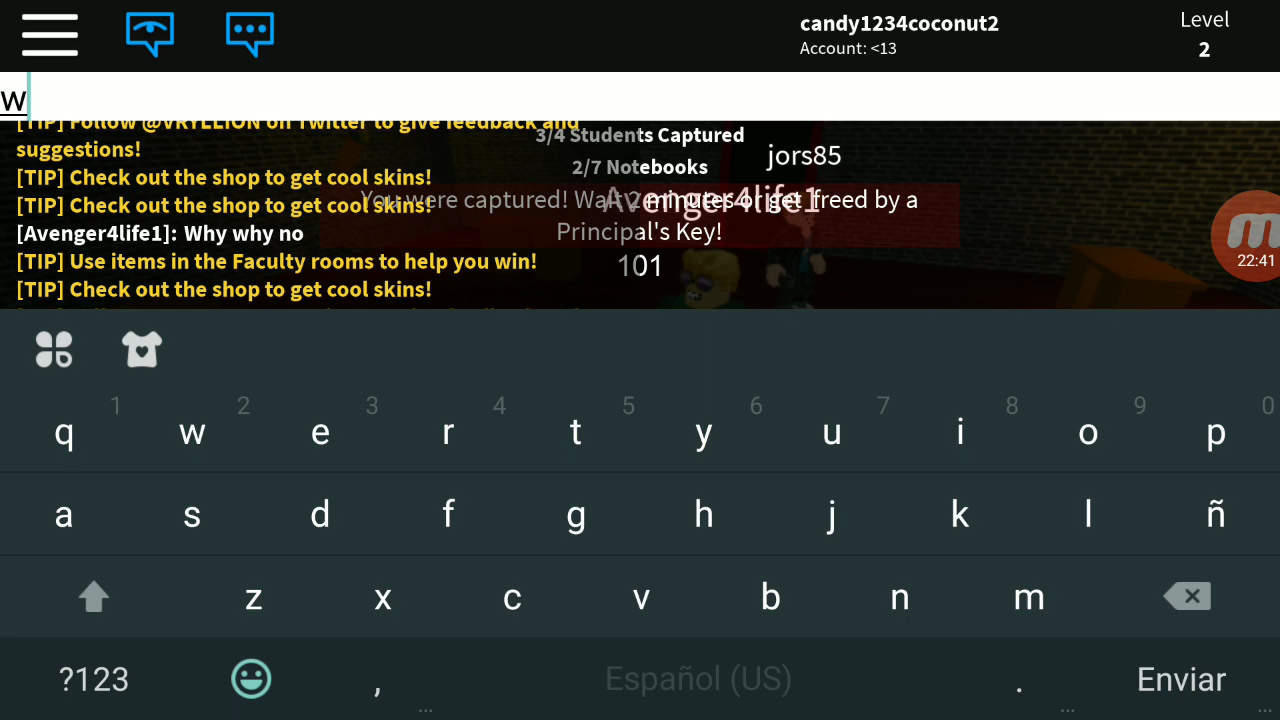 candy1234coconut2
Account: <13
Level
2
w
[TIP] Follow @VRYLLION on Twitter to give feedback and
suggestions!
[TIP] Check out the shop to get cool skins!
[TIP] Check out the shop to get cool skins!
[Avenger4life1]: Why why no
[TIP] Use items in the Faculty rooms to help you win!
[TIP] Check out the shop to get cool skins!
3/4 Students Captured
2/7 Notebooks
jors85
Avenger4life1
You were captured! Wait 2 minutes or get freed by a
Principal's Key!
101
22:41
1 2 3 4 5 6 7 8 9 0
q w e r t y u i o p
a s d f g h j k l ñ
z x c v b n m
?123 , Español (US) . Enviar